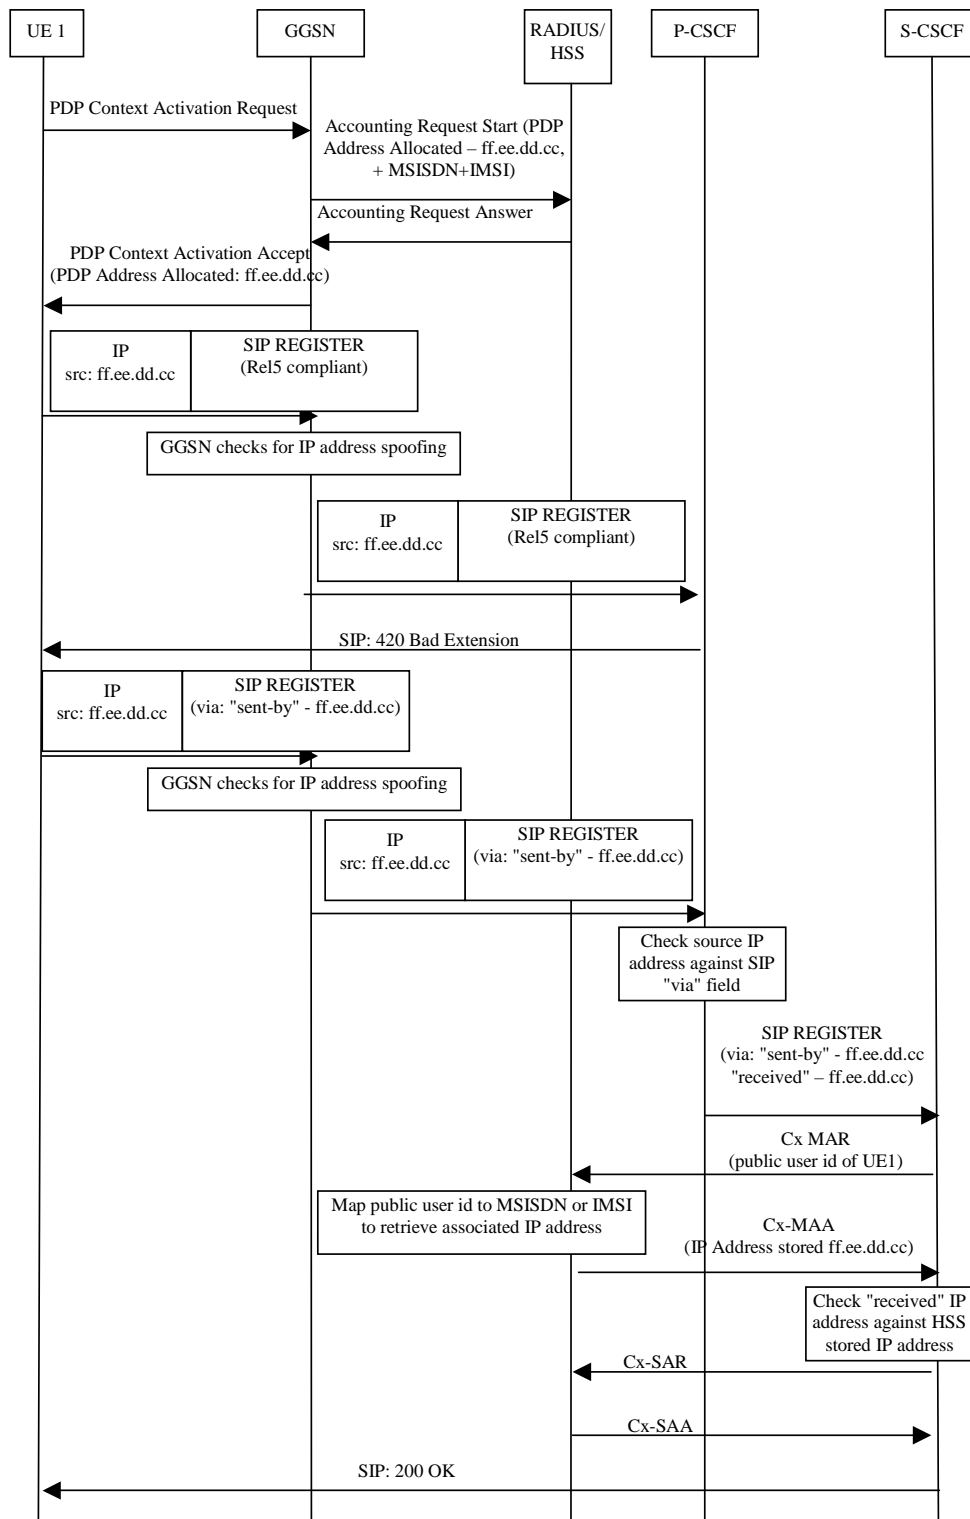 UE 1
GGSN
RADIUS/
HSS
P-CSCF
S-CSCF
PDP Context Activation Request
Accounting Request Start (PDP
Address Allocated – ff.ee.dd.cc,
+ MSISDN+IMSI)
Accounting Request Answer
PDP Context Activation Accept
(PDP Address Allocated: ff.ee.dd.cc)
IP
src: ff.ee.dd.cc
SIP REGISTER
(Rel5 compliant)
GGSN checks for IP address spoofing
IP
src: ff.ee.dd.cc
SIP REGISTER
(Rel5 compliant)
SIP: 420 Bad Extension
IP
src: ff.ee.dd.cc
SIP REGISTER
(via: "sent-by" - ff.ee.dd.cc)
GGSN checks for IP address spoofing
IP
src: ff.ee.dd.cc
SIP REGISTER
(via: "sent-by" - ff.ee.dd.cc)
Check source IP
address against SIP
"via" field
SIP REGISTER
(via: "sent-by" - ff.ee.dd.cc
"received" – ff.ee.dd.cc)
Cx MAR
(public user id of UE1)
Map public user id to MSISDN or IMSI
to retrieve associated IP address
Cx-MAA
(IP Address stored ff.ee.dd.cc)
Check "received" IP
address against HSS
stored IP address
Cx-SAR
Cx-SAA
SIP: 200 OK